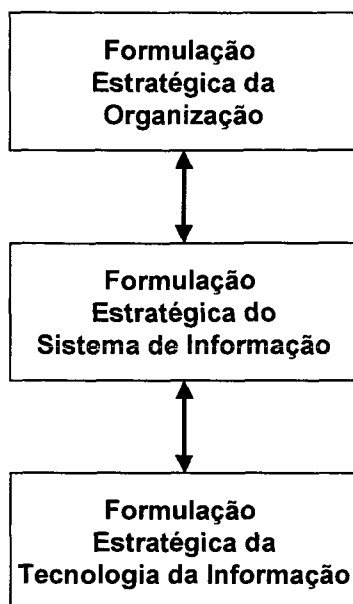 Formulação
Estratégica da
Organização
Formulação
Estratégica do
Sistema de Informação
Formulação
Estratégica da
Tecnologia da Informação